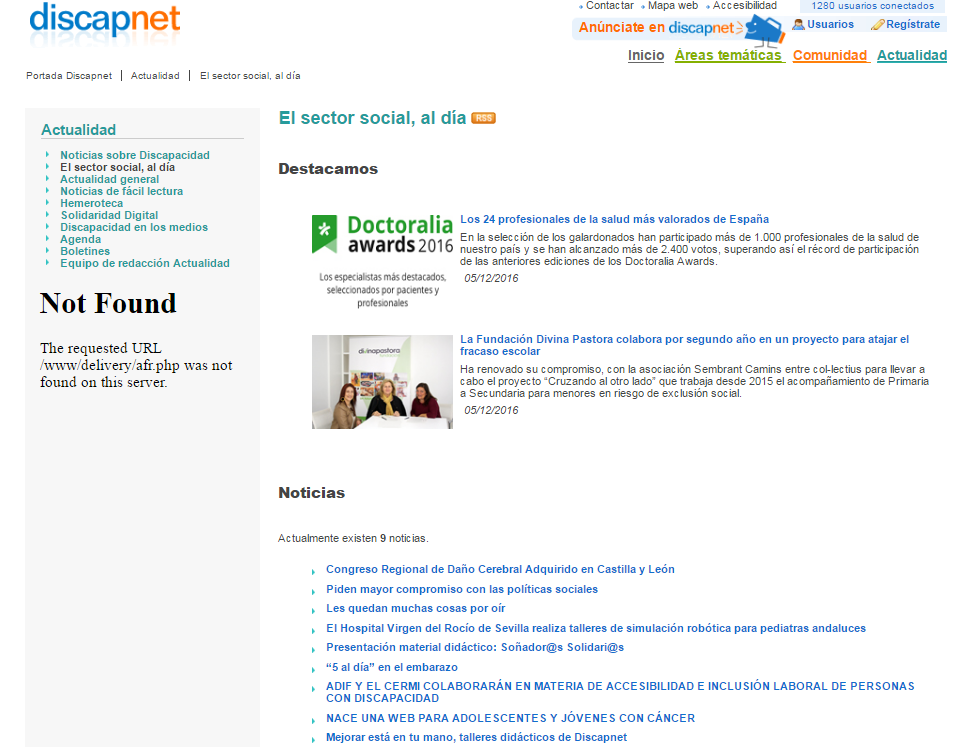 discapnet
Contactar
Mapa web
Accesibilidad
1280 usuarios conectados
Anúnciate en discapnet
Usuarios
Regístrate
Inicio
Áreas temáticas
Comunidad
Actualidad
Portada Discapnet
Actualidad
El sector social, al día
Actualidad
Noticias sobre Discapacidad
El sector social, al día
Actualidad general
Noticias de fácil lectura
Hemeroteca
Solidaridad Digital
Discapacidad en los medios
Agenda
Boletines
Equipo de redacción Actualidad
Not Found
The requested URL
/www/delivery/afr.php was not
found on this server.
El sector social, al día RSS
Destacamos
Doctoralia
awards 2016
Los especialistas más destacados,
seleccionados por pacientes y
profesionales
Los 24 profesionales de la salud más valorados de España
En la selección de los galardonados han participado más de 1.000 profesionales de la salud de
nuestro país y se han alcanzado más de 2.400 votos, superando así el récord de participación
de las anteriores ediciones de los Doctoralia Awards.
05/12/2016
divinapastora
La Fundación Divina Pastora colabora por segundo año en un proyecto para atajar el
fracaso escolar
Ha renovado su compromiso, con la asociación Sembrant Camins entre col-lectius para llevar a
cabo el proyecto “Cruzando al otro lado” que trabaja desde 2015 el acompañamiento de Primaria
a Secundaria para menores en riesgo de exclusión social.
05/12/2016
Noticias
Actualmente existen 9 noticias.
Congreso Regional de Daño Cerebral Adquirido en Castilla y León
Piden mayor compromiso con las políticas sociales
Les quedan muchas cosas por oír
El Hospital Virgen del Rocío de Sevilla realiza talleres de simulación robótica para pediatras andaluces
Presentación material didáctico: Soñador@s Solidari@s
“5 al día” en el embarazo
ADIF Y EL CERMI COLABORARÁN EN MATERIA DE ACCESIBILIDAD E INCLUSIÓN LABORAL DE PERSONAS
CON DISCAPACIDAD
NACE UNA WEB PARA ADOLESCENTES Y JÓVENES CON CÁNCER
Mejorar está en tu mano, talleres didácticos de Discapnet